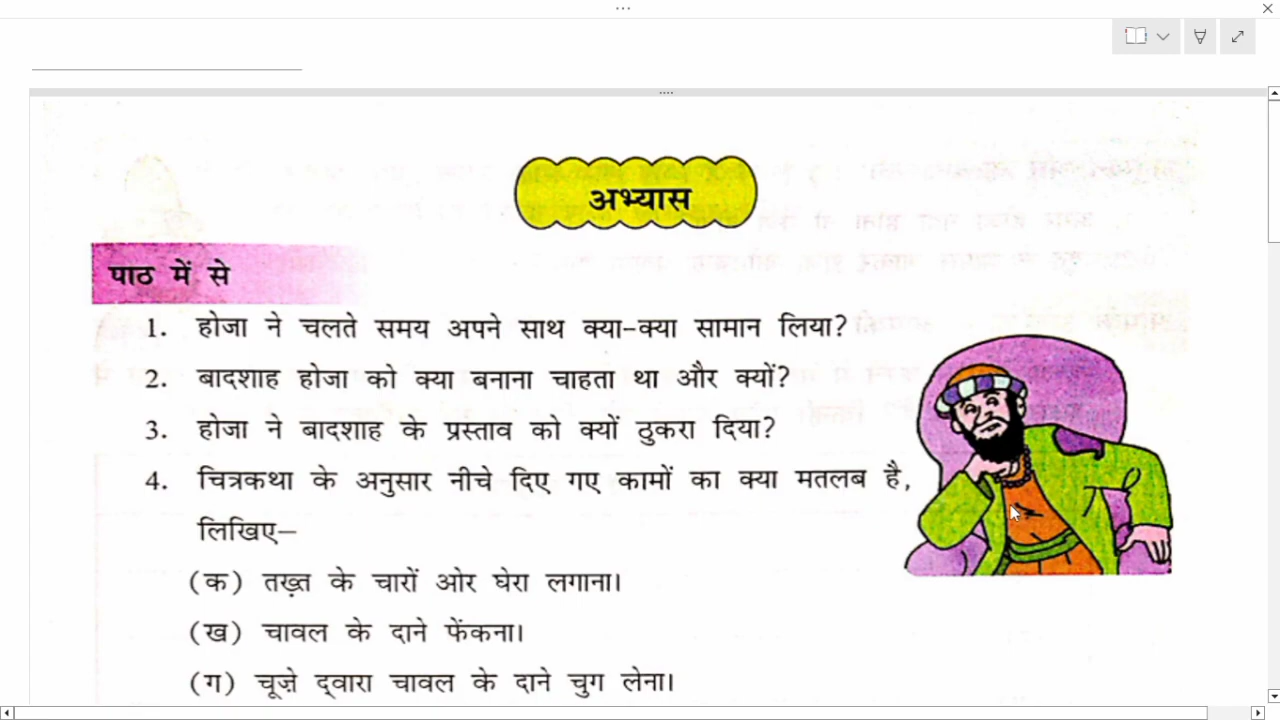 अभ्यास
पाठ में से
1. होजा ने चलते समय अपने साथ क्या-क्या सामान लिया?
2. बादशाह होजा को क्या बनाना चाहता था और क्यों?
3. होजा ने बादशाह के प्रस्ताव को क्यों ठुकरा दिया?
4. चित्रकथा के अनुसार नीचे दिए गए कामों का क्या मतलब है,
लिखिए–
(क) तख़्त के चारों ओर घेरा लगाना।
(ख) चावल के दाने फेंकना।
(ग) चूज़े द्‌वारा चावल के दाने चुग लेना।